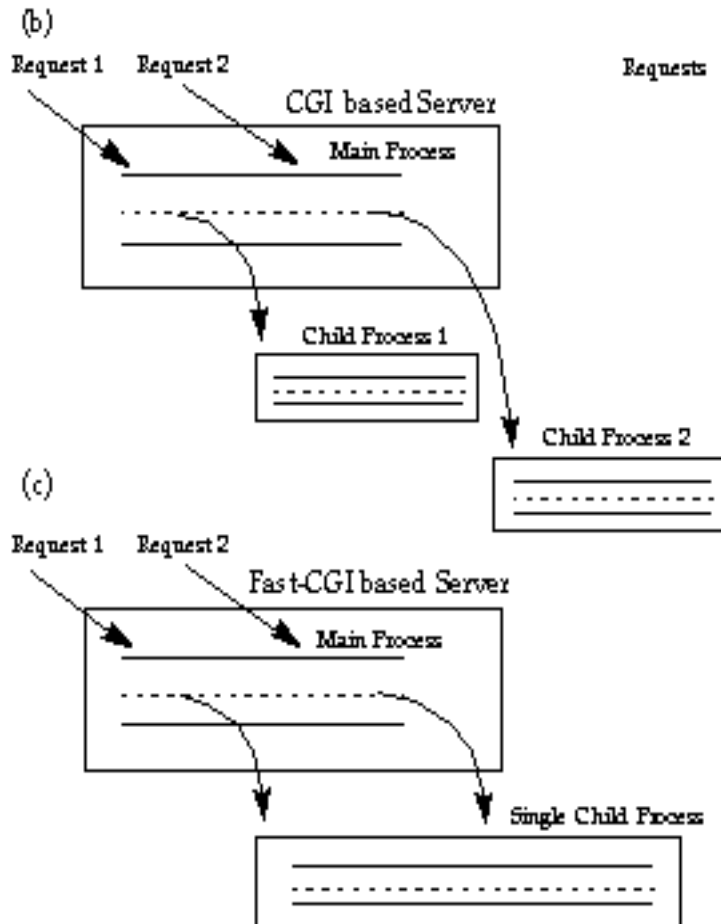 (b)
Request 1 Request 2 Requests
CGI based Server
Main Process
Child Process 1
Child Process 2
(c)
Request 1 Request 2
Fast-CGI based Server
Main Process
Single Child Process